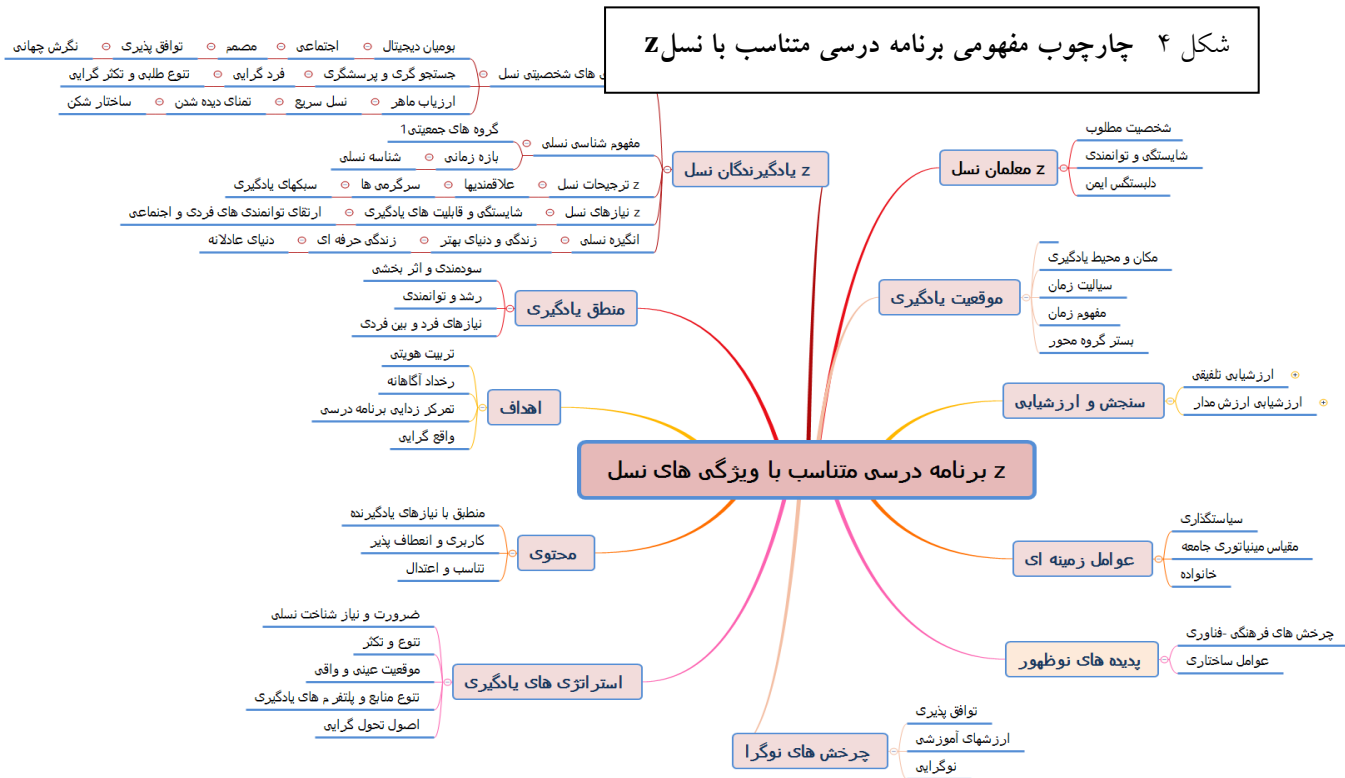 شکل ۴ چارچوب مفهومی برنامه درسی متناسب با نسل z
z برنامه درسی متناسب با ویژگی های نسل
z یادگیرندگان نسل
ی های شخصیتی نسل
بومیان دیجیتال
اجتماعی
مصمم
توافق پذیری
نگرش چهانی
جستجو گری و پرسشگری
فرد گرایی
تنوع طلبی و تکثر گرایی
ارزیاب ماهر
نسل سریع
تمنای دیده شدن
ساختار شکن
مفهوم شناسی نسلی
گروه های جمعیتی1
بازه زمانی
شناسه نسلی
z ترجیحات نسل
علاقمندیها
سرگرمی ها
سبکهای یادگیری
z نیازهای نسل
شایستگی و قابلیت های یادگیری
ارتقای توانمندی های فردی و اجتماعی
انگیزه نسلی
زندگی و دنیای بهتر
زندگی حرفه ای
دنیای عادلانه
منطق یادگیری
سودمندی و اثر بخشی
رشد و توانمندی
نیازهای فرد و بین فردی
اهداف
تربیت هویتی
رخداد آگاهانه
تمرکز زدایی برنامه درسی
واقع گرایی
محتوی
منطبق با نیازهای یادگیرنده
کاربری و انعطاف پذیر
تناسب و اعتدال
استراتژی های یادگیری
ضرورت و نیاز شناخت نسلی
تنوع و تکثر
موقعیت عینی و واقی
تنوع منابع و پلتفر م های یادگیری
اصول تحول گرایی
z معلمان نسل
شخصیت مطلوب
شایستگی و توانمندی
دلبستگس ایمن
موقعیت یادگیری
مکان و محیط یادگیری
سیالیت زمان
مفهوم زمان
بستر گروه محور
سنجش و ارزشیابی
ارزشیابی تلفیقی
ارزشیابی ارزش مدار
عوامل زمینه ای
سیاستگذاری
مقیاس مینیاتوری جامعه
خانواده
پدیده های نوظهور
چرخش های فرهنگی -فناوری
عوامل ساختاری
چرخش های نوگرا
توافق پذیری
ارزشهای آموزشی
نوگرایی